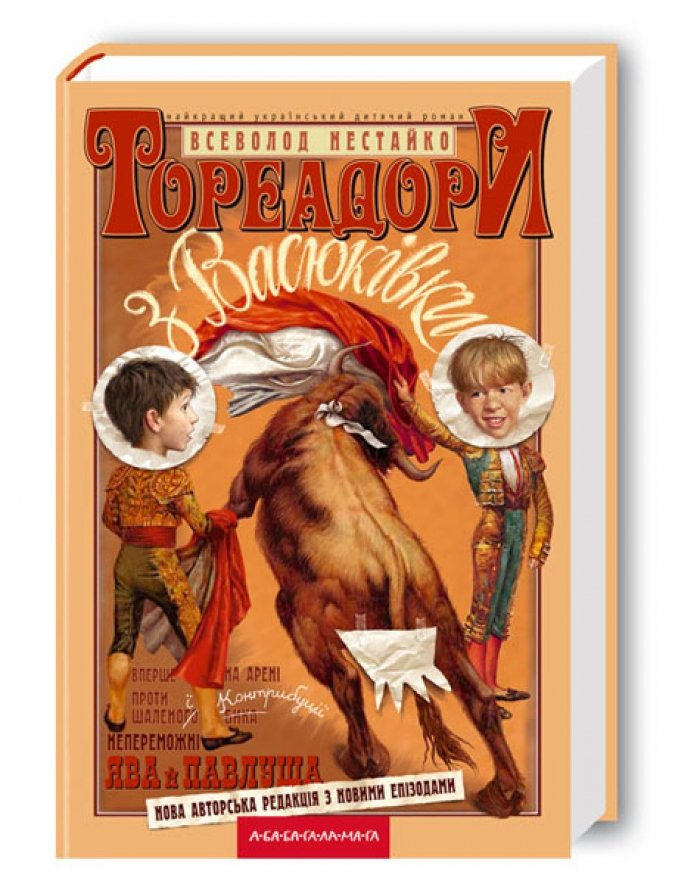 найкращий український дитячий роман
ВСЕВОЛОД НЕСТАЙКО
ТОРЕАДОРИ
з Васюківки
ВПЕРШЕ НА АРЕНІ
ПРОТИ
ШАЛЕНОГО БИКА
ї Контрибуції
НЕПЕРЕМОЖНІ
ЯВА й ПАВЛУША
НОВА АВТОРСЬКА РЕДАКЦІЯ З НОВИМИ ЕПІЗОДАМИ
А-БА-БА-ГА-ЛА-МА-ГА